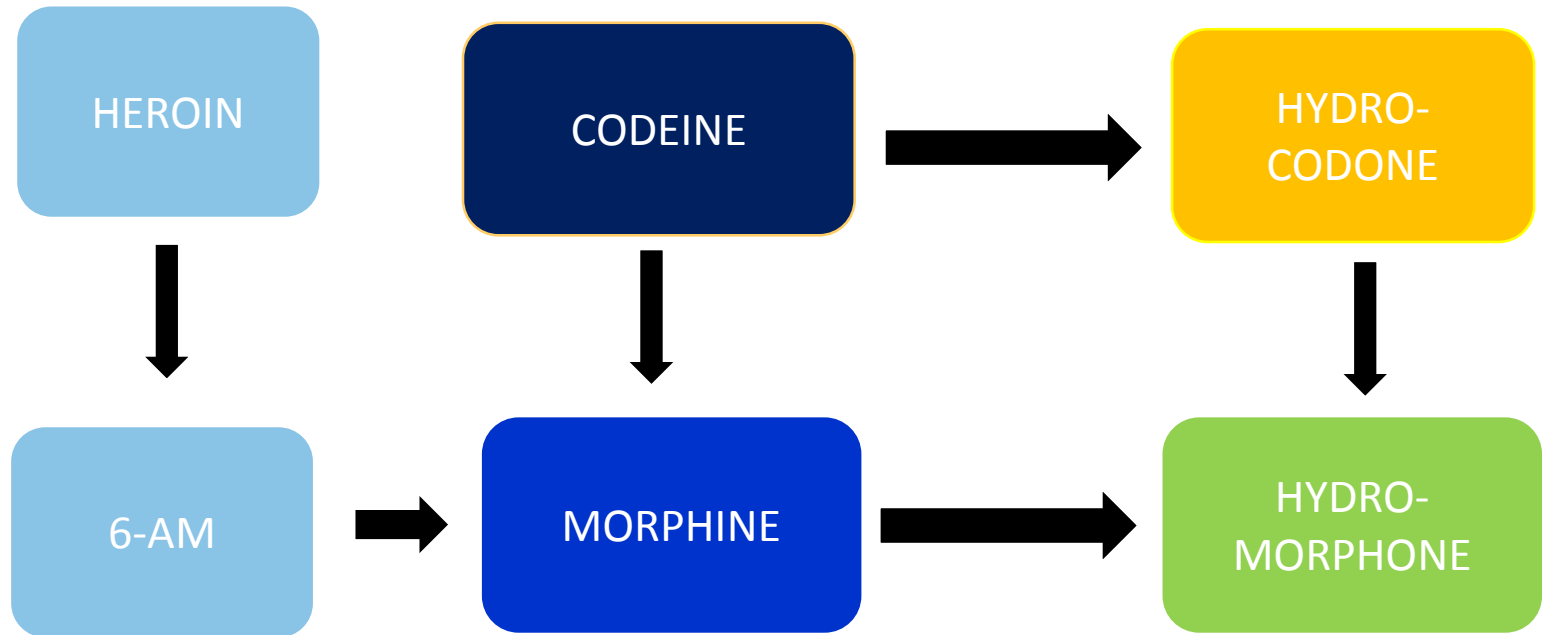 HEROIN
CODEINE
HYDRO-
CODONE
6-AM
MORPHINE
HYDRO-
MORPHONE